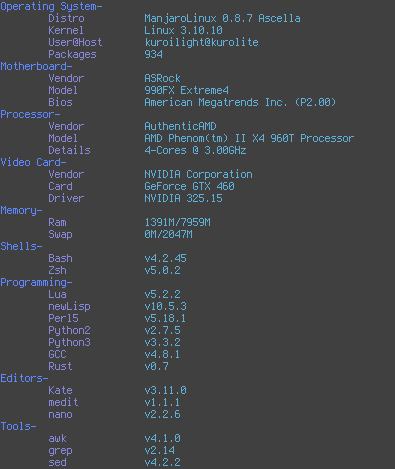 Operating System-
Distro ManjaroLinux 0.8.7 Ascella
Kernel Linux 3.10.10
User@Host kuroilight@kurolite
Packages 934
Motherboard-
Vendor ASRock
Model 990FX Extreme4
Bios American Megatrends Inc. (P2.00)
Processor-
Vendor AuthenticAMD
Model AMD Phenom(tm) II X4 960T Processor
Details 4-Cores @ 3.00GHz
Video Card-
Vendor NVIDIA Corporation
Card GeForce GTX 460
Driver NVIDIA 325.15
Memory-
Ram 1391M/7959M
Swap 0M/2047M
Shells-
Bash v4.2.45
Zsh v5.0.2
Programming-
Lua v5.2.2
newLisp v10.5.3
Perl5 v5.18.1
Python2 v2.7.5
Python3 v3.3.2
GCC v4.8.1
Rust v0.7
Editors-
Kate v3.11.0
medit v1.1.1
nano v2.2.6
Tools-
awk v4.1.0
grep v2.14
sed v4.2.2